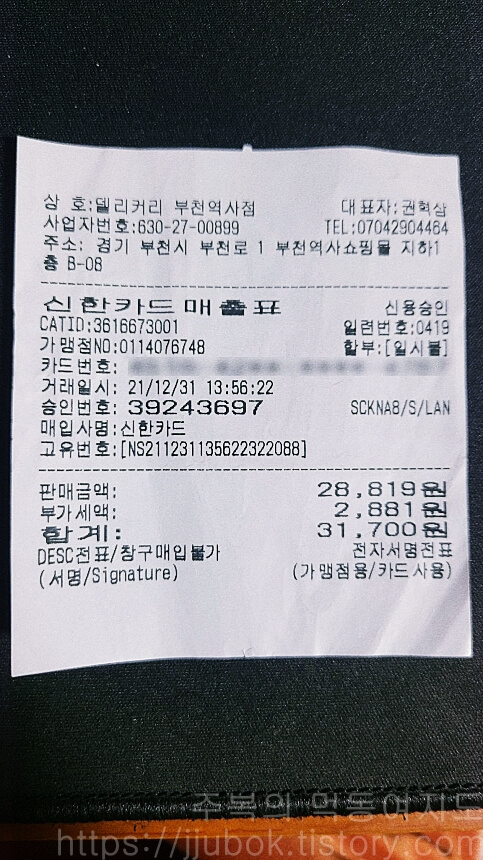 상 호:델리커리 부천역사점 대표자:권혁삼
사업자번호:630-27-00899 TEL:07042904464
주소: 경기 부천시 부천로 1 부천역사쇼핑몰 지하1
층 B-08
신한카드매출표 신용승인
CATID:3616673001 일련번호:0419
가맹점NO:0114076748 할부:[일시불]
카드번호:
거래일시: 21/12/31 13:56:22
승인번호: 39243697 SCKNA8/S/LAN
매입사명:신한카드
고유번호:[NS211231135622322088]
판매금액: 28,819원
부가세액: 2,881원
합계: 31,700원
DESC전표/창구매입불가 전자서명전표
(서명/Signature) (가맹점용/카드사용)
주복의 먹동여지도
https://jjubok.tistory.com